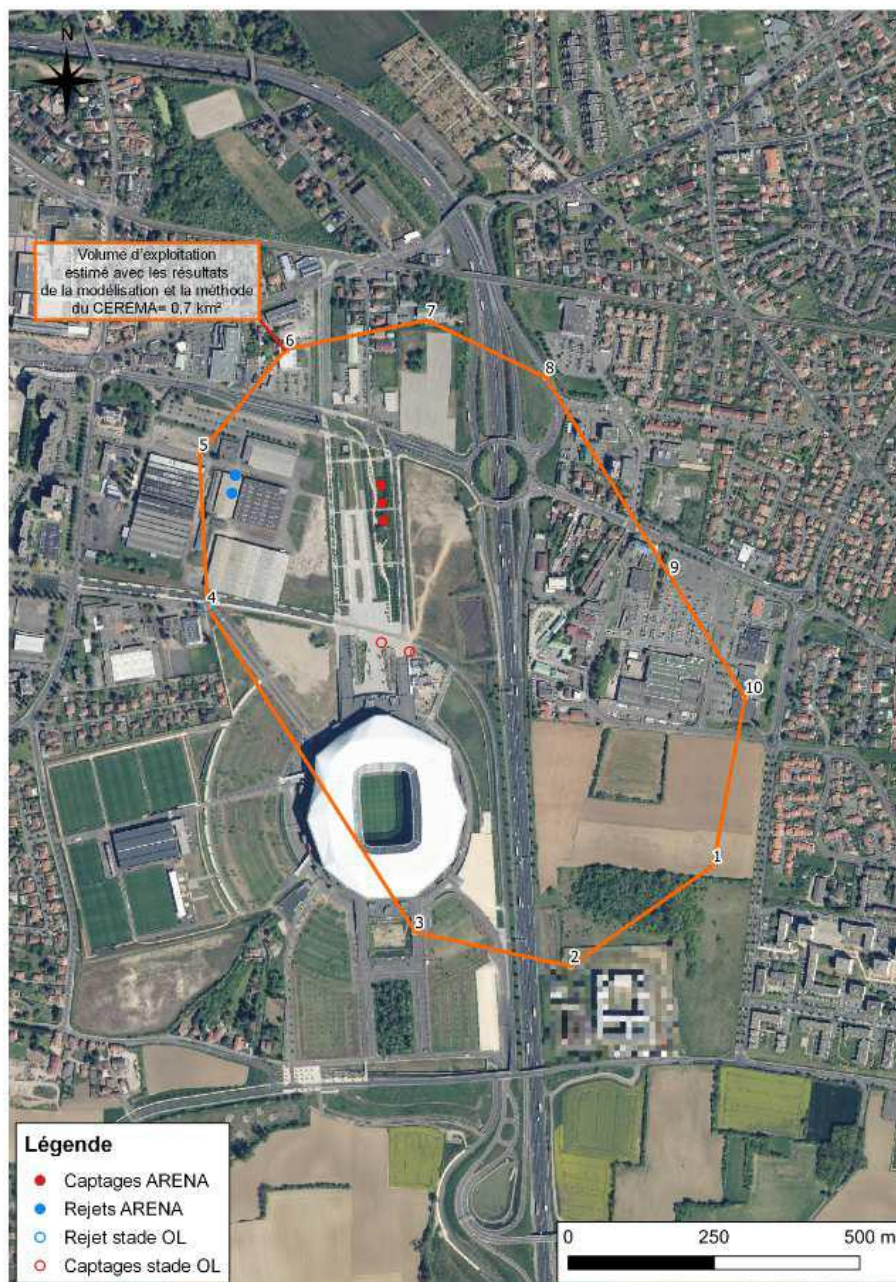 N
Volume d'exploitation
estimé avec les résultats
de la modélisation et la méthode
du CEREMA= 0,7 km²
7
6
8
5
9
4
10
1
3
2
Légende
Captages ARENA
Rejets ARENA
Rejet stade OL
Captages stade OL
0 250 500 m